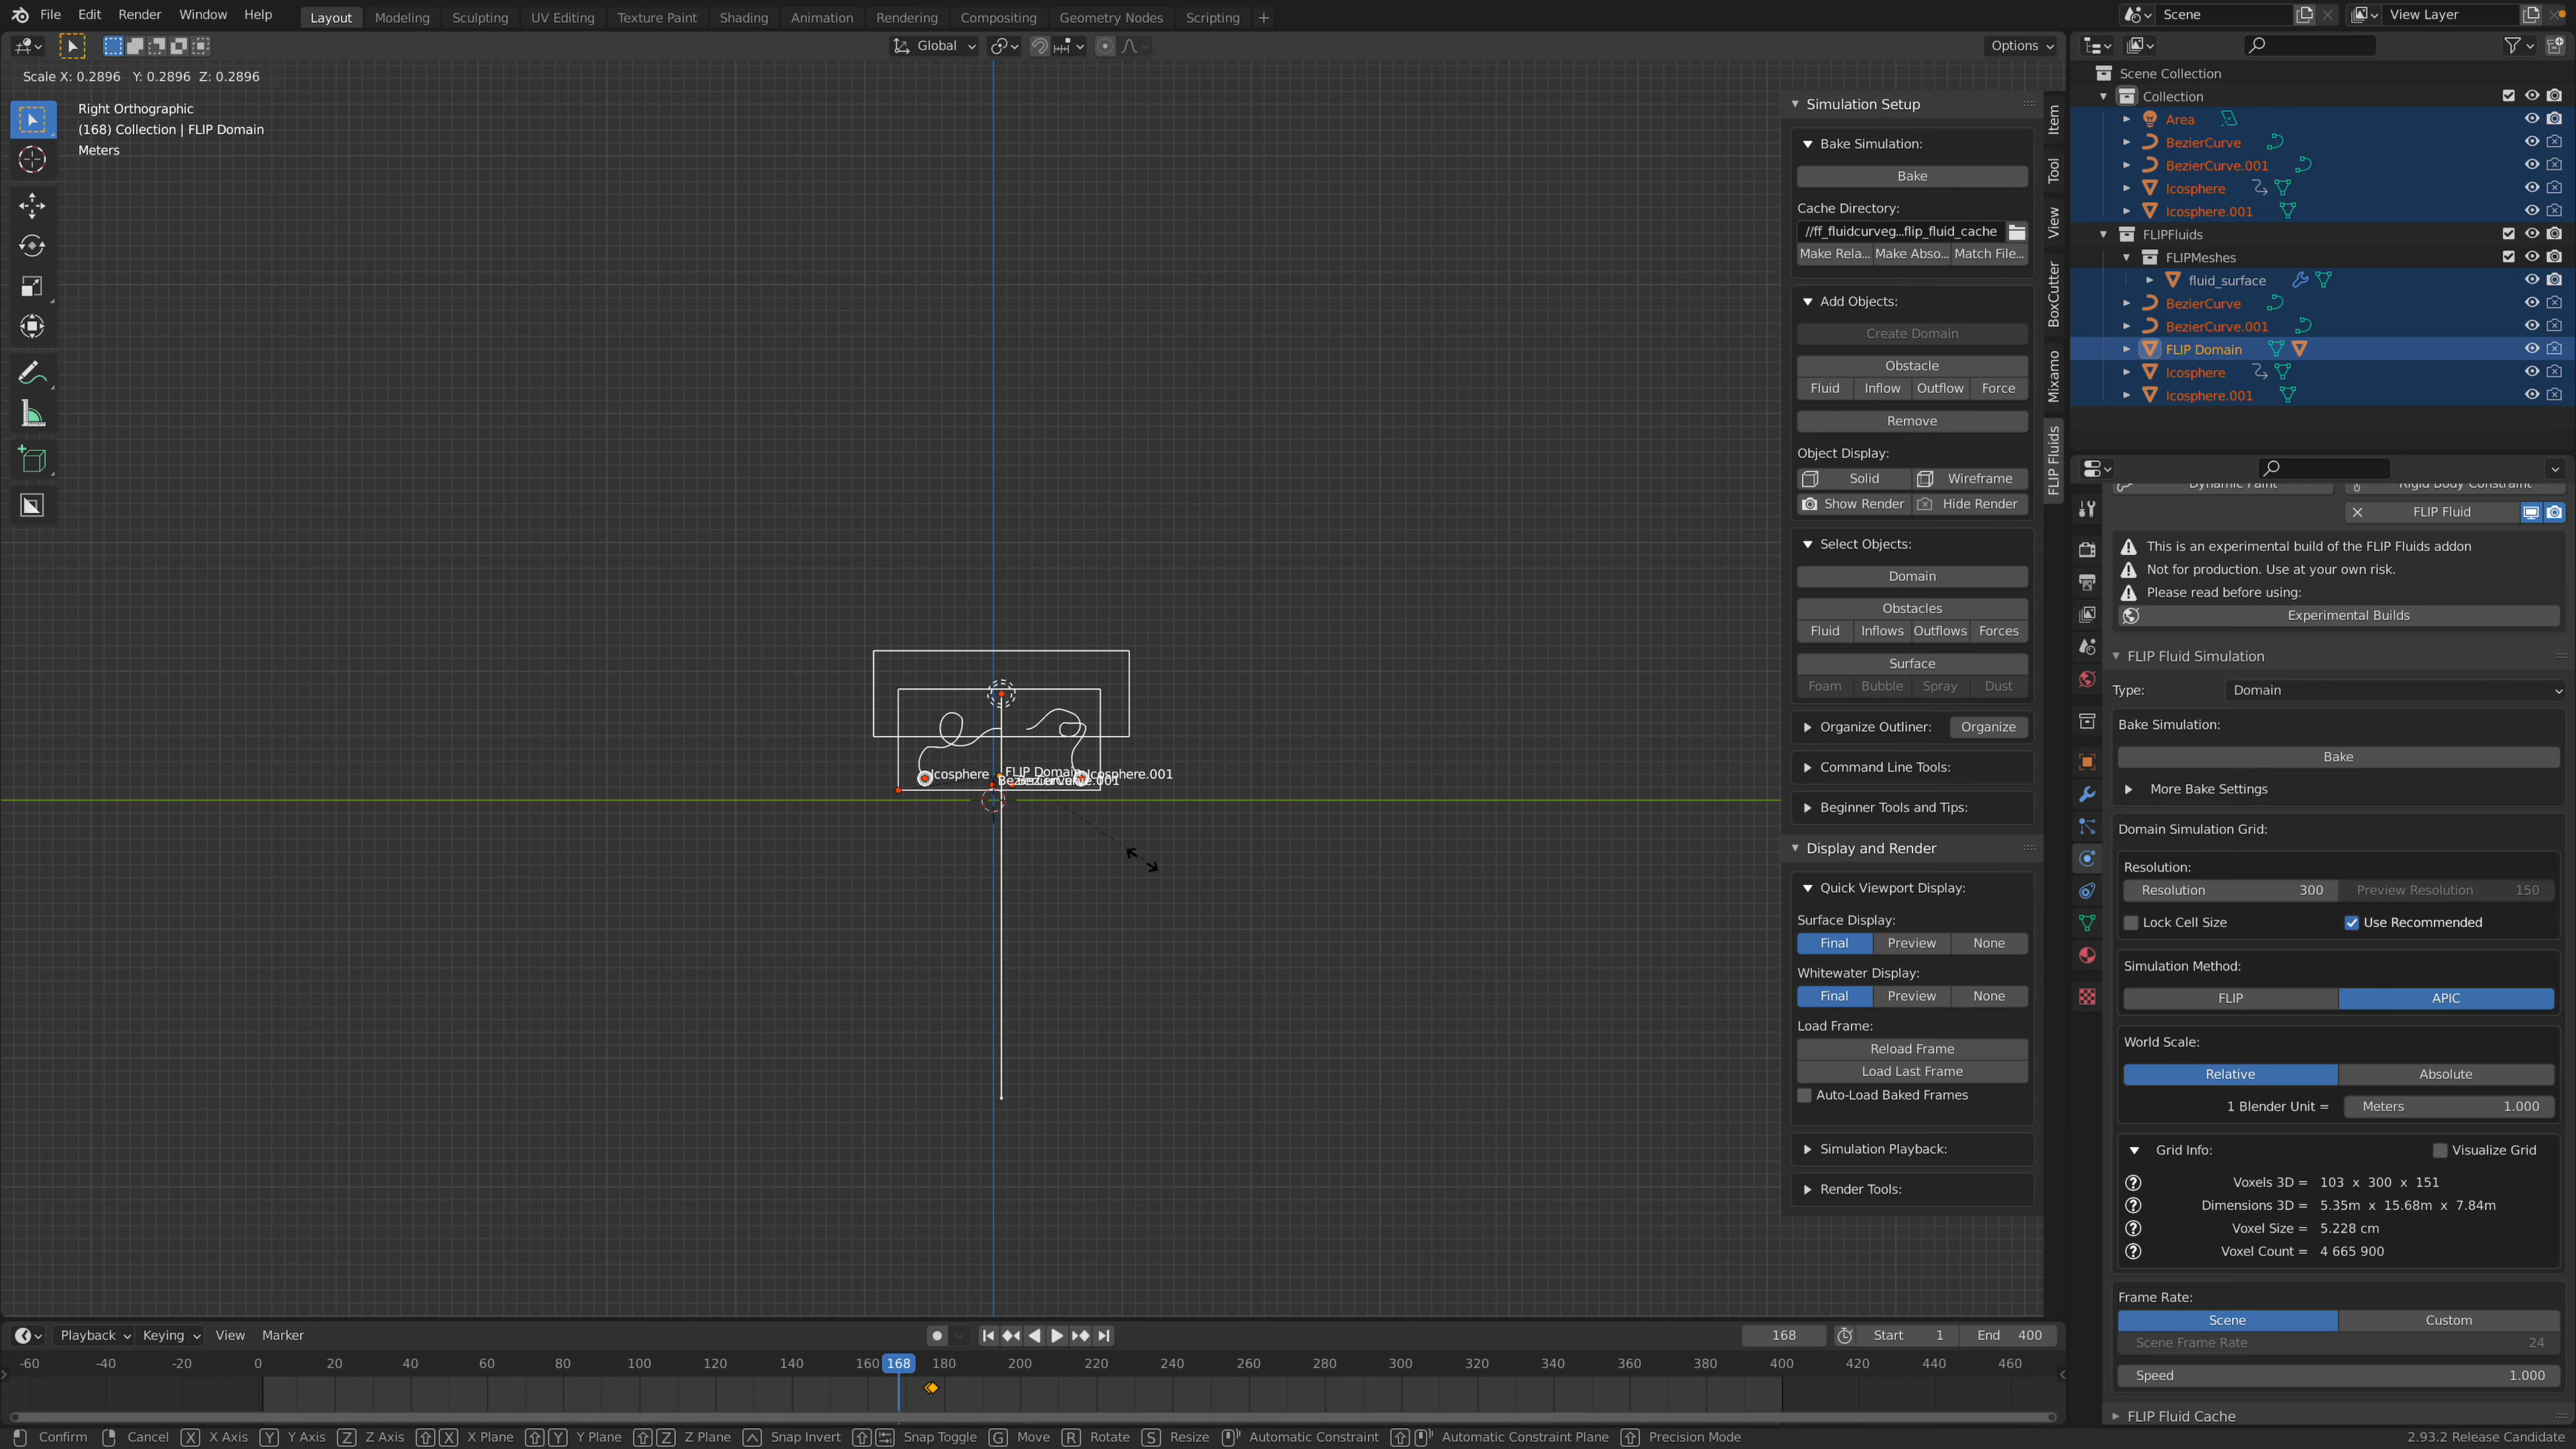 File Edit Render Window Help Layout Modeling Sculpting UV Editing Texture Paint Shading Animation Rendering Compositing Geometry Nodes Scripting + Scene View Layer
Global Options
Scale X: 0.2896 Y: 0.2896 Z: 0.2896
Right Orthographic
(168) Collection | FLIP Domain
Meters
Icosphere
FLIP Domain
Icosphere.001
Simulation Setup
Bake Simulation:
Bake
Cache Directory:
//ff_fluidcurveg...flip_fluid_cache
Make Rela... Make Abso... Match File...
Add Objects:
Create Domain
Obstacle
Fluid Inflow Outflow Force
Remove
Object Display:
Solid Wireframe
Show Render Hide Render
Select Objects:
Domain
Obstacles
Fluid Inflows Outflows Forces
Surface
Foam Bubble Spray Dust
Organize Outliner: Organize
Command Line Tools:
Beginner Tools and Tips:
Display and Render
Quick Viewport Display:
Surface Display:
Final Preview None
Whitewater Display:
Final Preview None
Load Frame:
Reload Frame
Load Last Frame
Auto-Load Baked Frames
Simulation Playback:
Render Tools:
Item
Tool
View
BoxCutter
Mixamo
FLIP Fluids
Scene Collection
Collection
Area
BezierCurve
BezierCurve.001
Icosphere
Icosphere.001
FLIPFluids
FLIPMeshes
fluid_surface
BezierCurve
BezierCurve.001
FLIP Domain
Icosphere
Icosphere.001
Dynamic Paint Rigid Body Constraint
FLIP Fluid
This is an experimental build of the FLIP Fluids addon
Not for production. Use at your own risk.
Please read before using:
Experimental Builds
FLIP Fluid Simulation
Type: Domain
Bake Simulation:
Bake
More Bake Settings
Domain Simulation Grid:
Resolution:
Resolution 300 Preview Resolution 150
Lock Cell Size Use Recommended
Simulation Method:
FLIP APIC
World Scale:
Relative Absolute
1 Blender Unit = Meters 1.000
Grid Info: Visualize Grid
Voxels 3D = 103 x 300 x 151
Dimensions 3D = 5.35m x 15.68m x 7.84m
Voxel Size = 5.228 cm
Voxel Count = 4 665 900
Frame Rate:
Scene Custom
Scene Frame Rate 24
Speed 1.000
FLIP Fluid Cache
Playback Keying View Marker 168 Start 1 End 400
-60 -40 -20 0 20 40 60 80 100 120 140 160 168 180 200 220 240 260 280 300 320 340 360 380 400 420 440 460
Confirm Cancel X X Axis Y Y Axis Z Z Axis X X Plane Y Y Plane Z Z Plane Snap Invert Snap Toggle G Move R Rotate S Resize Automatic Constraint Automatic Constraint Plane Precision Mode 2.93.2 Release Candidate